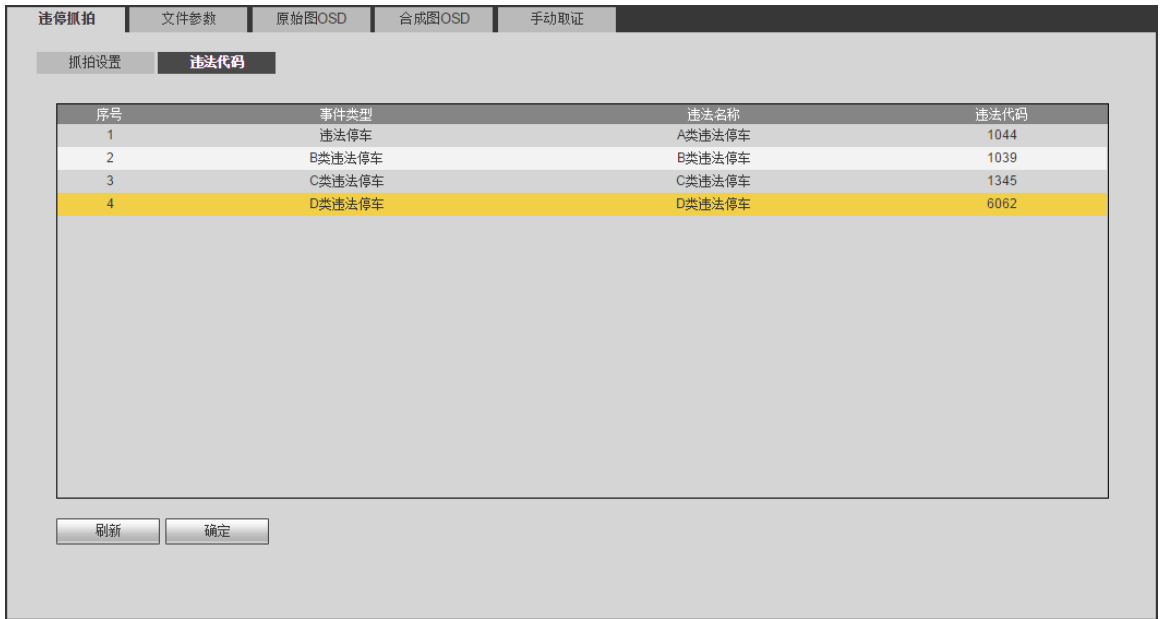 违停抓拍 文件参数 原始图OSD 合成图OSD 手动取证
抓拍设置 违法代码
序号 事件类型 违法名称 违法代码
1 违法停车 A类违法停车 1044
2 B类违法停车 B类违法停车 1039
3 C类违法停车 C类违法停车 1345
4 D类违法停车 D类违法停车 6062
刷新 确定